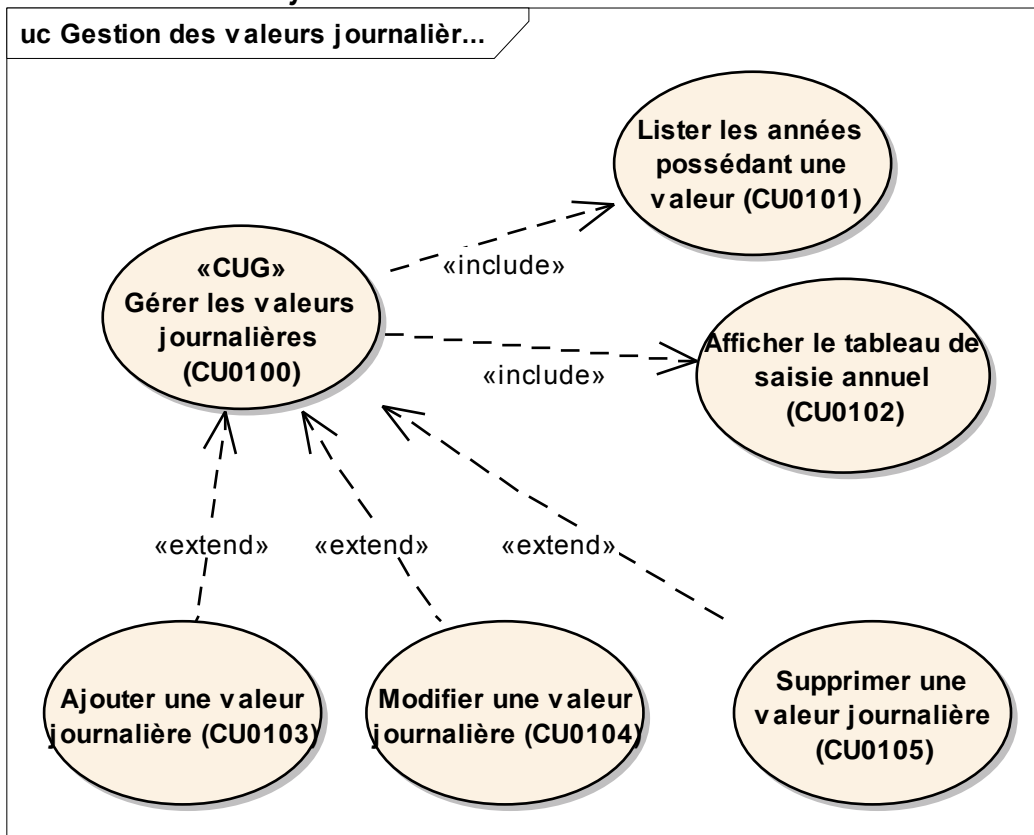 uc Gestion des valeurs journalièr...
Lister les années
possédant une
valeur (CU0101)
«include»
«CUG»
Gérer les valeurs
journalières
(CU0100)
Afficher le tableau de
saisie annuel
(CU0102)
«include»
«extend»
«extend»
«extend»
Ajouter une valeur
journalière (CU0103)
Modifier une valeur
journalière (CU0104)
Supprimer une
valeur journalière
(CU0105)